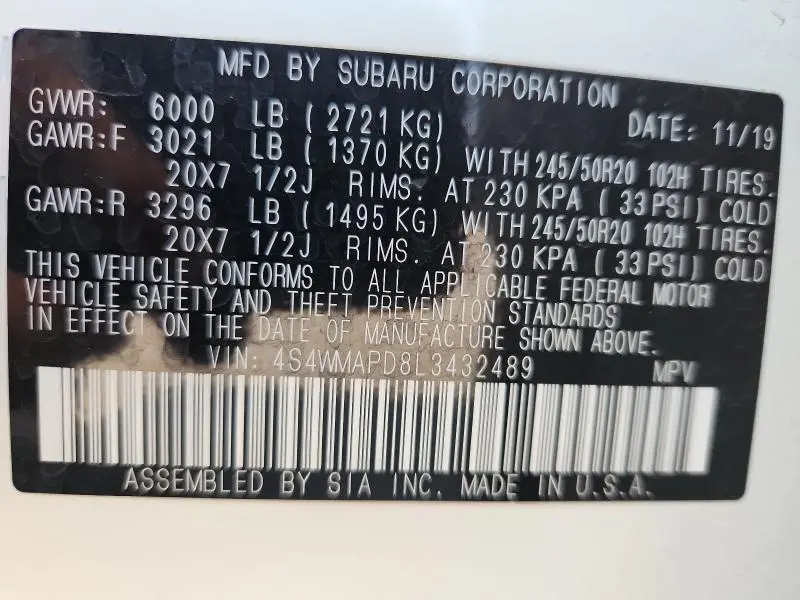 MFD BY SUBARU CORPORATION
GVWR: 6000 LB ( 2721 KG) DATE: 11/19
GAWR:F 3021 LB ( 1370 KG) WITH 245/50R20 102H TIRES.
20X7 1/2J RIMS. AT 230 KPA ( 33 PSI) COLD
GAWR:R 3296 LB ( 1495 KG) WITH 245/50R20 102H TIRES.
20X7 1/2J RIMS. AT 230 KPA ( 33 PSI) COLD
THIS VEHICLE CONFORMS TO ALL APPLICABLE FEDERAL MOTOR
VEHICLE SAFETY AND THEFT PREVENTION STANDARDS
IN EFFECT ON THE DATE OF MANUFACTURE SHOWN ABOVE.
VIN: 4S4WMAPD8L3432489 MPV
ASSEMBLED BY SIA INC. MADE IN U.S.A.